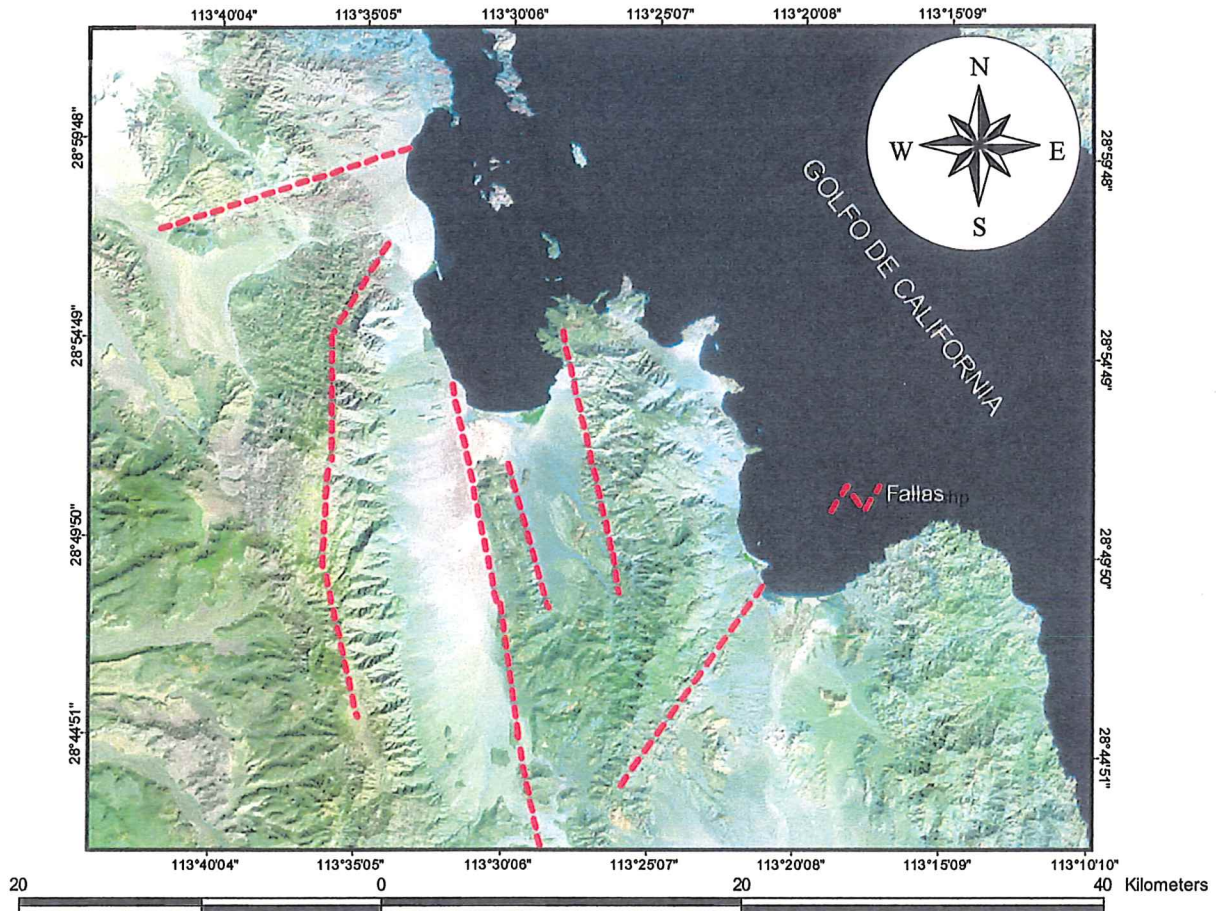 113°40'04" 113°35'05" 113°30'06" 113°25'07" 113°20'08" 113°15'09"
N
W E
S
28°59'48" 28°59'48"
GOLFO DE CALIFORNIA
28°54'49" 28°54'49"
Fallas hp
28°49'50" 28°49'50"
28°44'51" 28°44'51"
113°40'04" 113°35'05" 113°30'06" 113°25'07" 113°20'08" 113°15'09" 113°10'10"
20 0 20 40 Kilometers